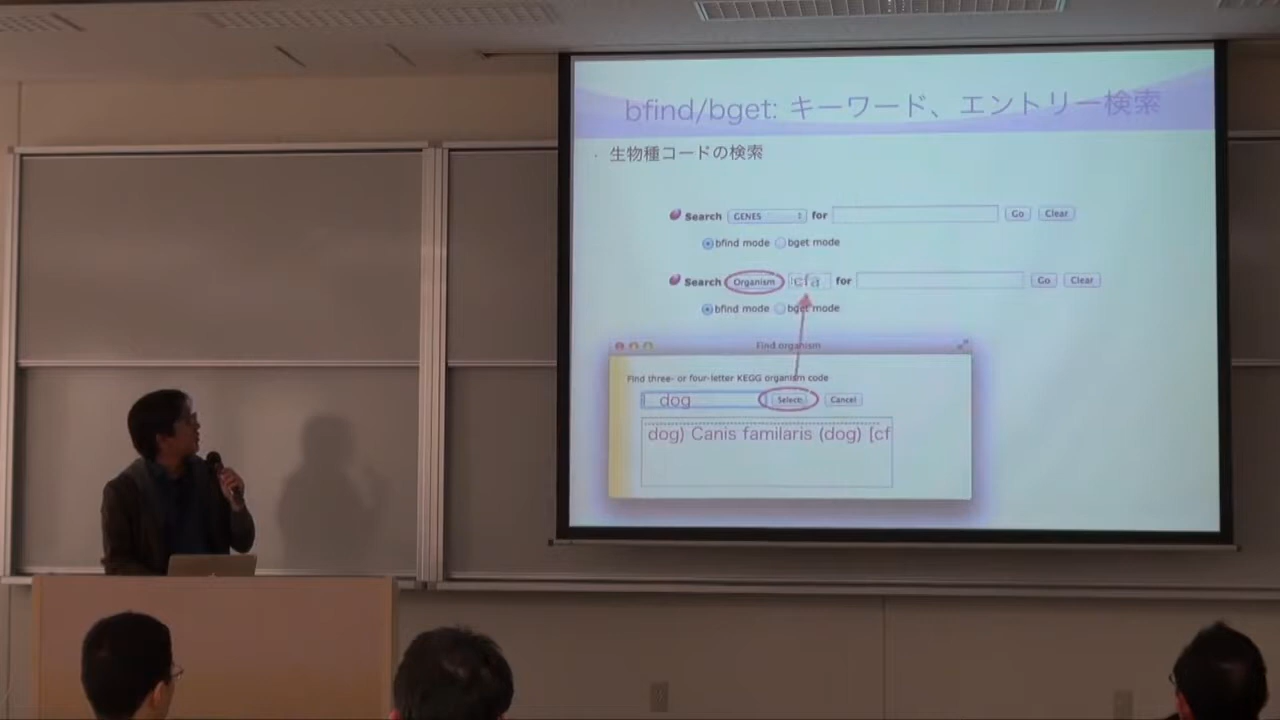 bfind/bget: キーワード、エントリー検索
・生物種コードの検索
Search GENES for Go Clear
bfind mode bget mode
Search Organism cfa for Go Clear
bfind mode bget mode
Find organism
Find three- or four-letter KEGG organism code
dog Select Cancel
dog) Canis familaris (dog) [cf